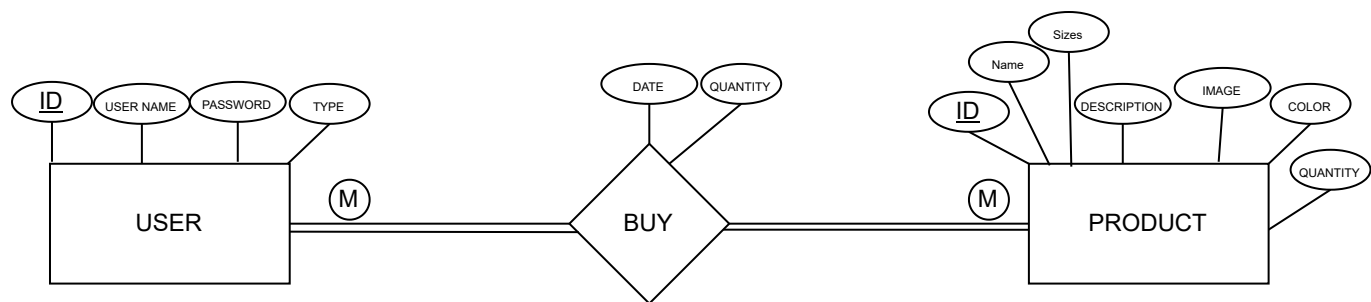 Sizes
Name
DATE
QUANTITY
IMAGE
ID
USER NAME
PASSWORD
TYPE
ID
DESCRIPTION
COLOR
QUANTITY
M
M
USER
BUY
PRODUCT